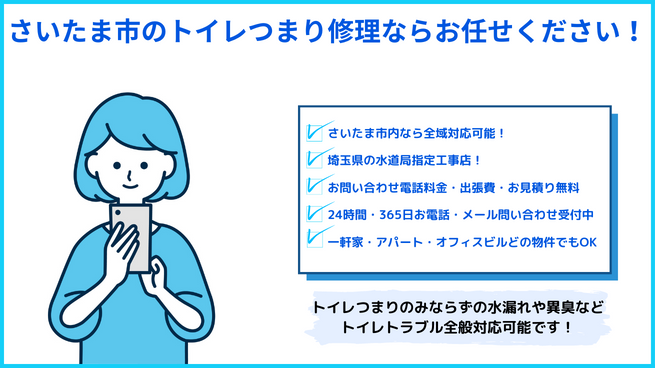 さいたま市のトイレつまり修理ならお任せください！
さいたま市内なら全域対応可能！
埼玉県の水道局指定工事店！
お問い合わせ電話料金・出張費・お見積り無料
24時間・365日お電話・メール問い合わせ受付中
一軒家・アパート・オフィスビルどの物件でもOK
トイレつまりのみならずの水漏れや異臭など
トイレトラブル全般対応可能です！